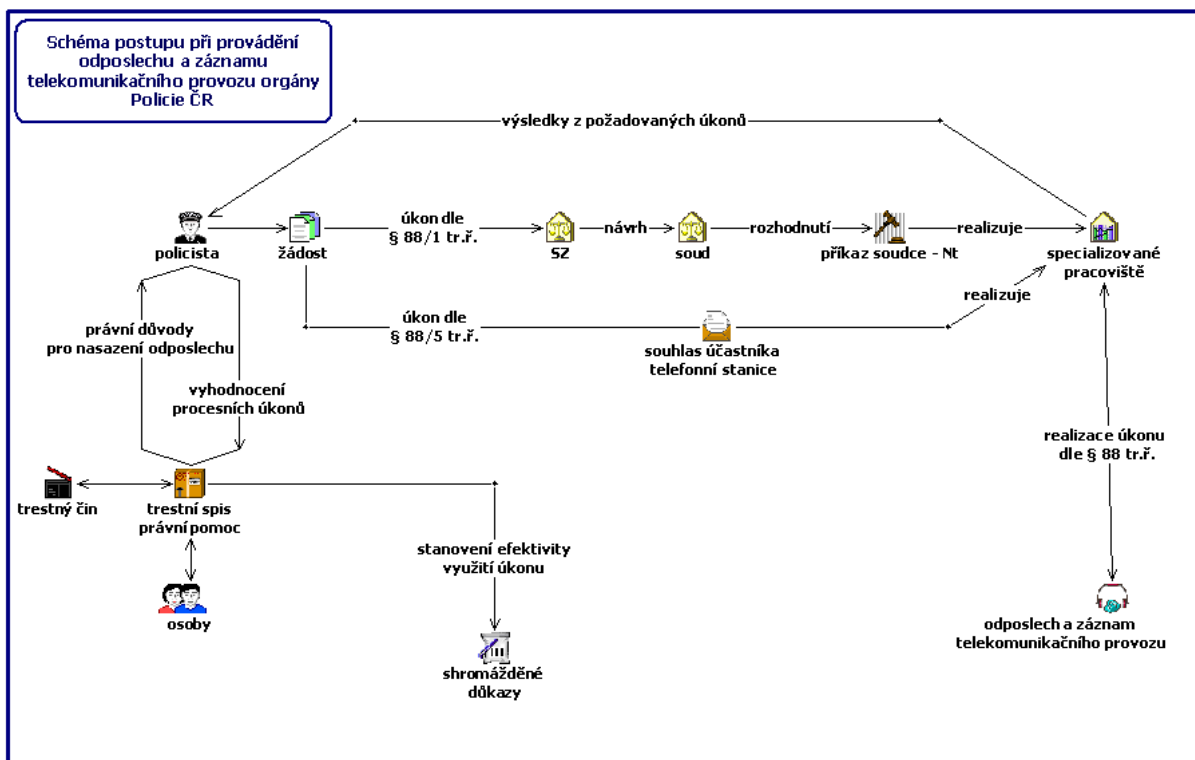 Schéma postupu při provádění
odposlechu a záznamu
telekomunikačního provozu orgány
Policie ČR
výsledky z požadovaných úkonů
policista
žádost
úkon dle
§ 88/1 tr.ř.
SZ
návrh
soud
rozhodnutí
příkaz soudce - Nt
realizuje
specializované
pracoviště
realizuje
úkon dle
§ 88/5 tr.ř.
souhlas účastníka
telefonní stanice
právní důvody
pro nasazení odposlechu
vyhodnocení
procesních úkonů
realizace úkonu
dle § 88 tr.ř.
trestný čin
trestní spis
právní pomoc
stanovení efektivity
využití úkonu
osoby
odposlech a záznam
telekomunikačního provozu
shromážděné
důkazy